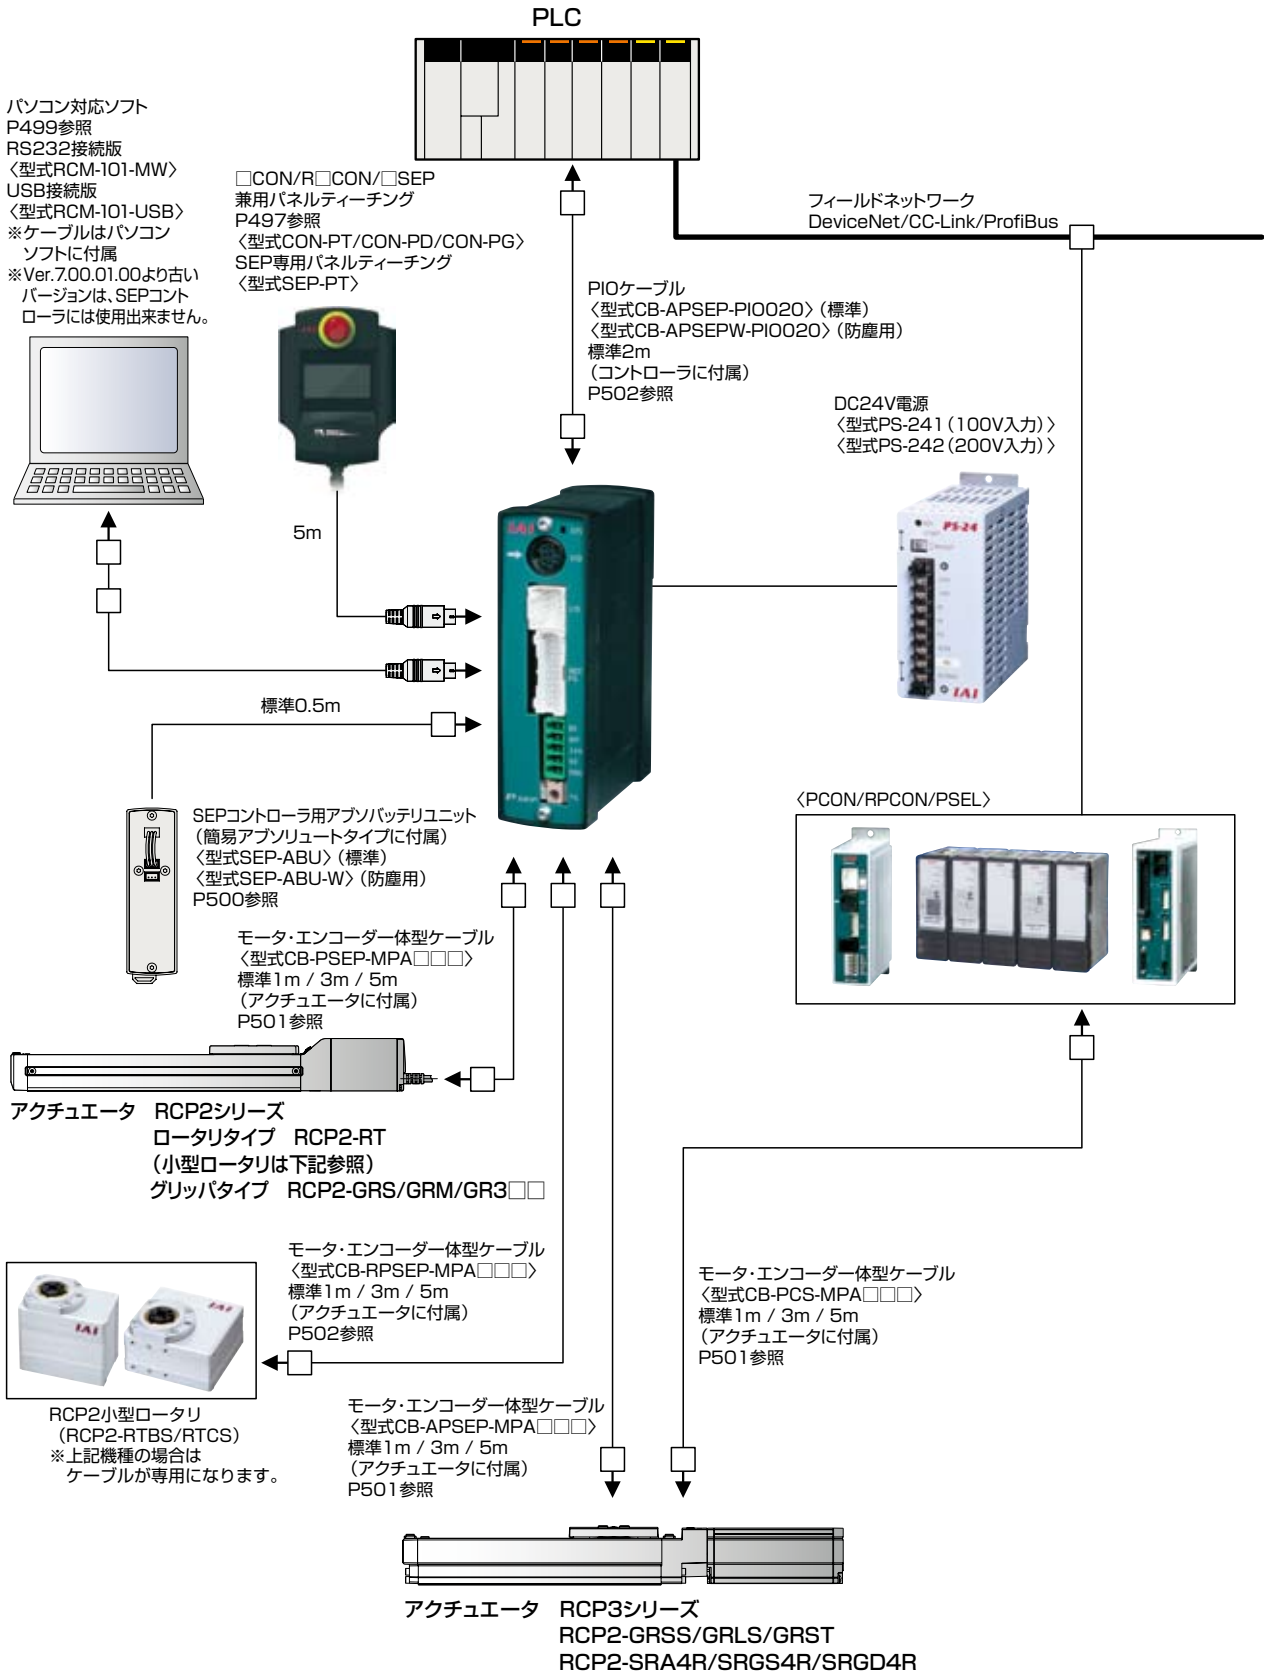 PLC
パソコン対応ソフト
P499参照
RS232接続版
〈型式RCM-101-MW〉
USB接続版
〈型式RCM-101-USB〉
※ケーブルはパソコン
ソフトに付属
※Ver.7.00.01.00より古い
バージョンは、SEPコント
ローラには使用出来ません。
□CON/R□CON/□SEP
兼用パネルティーチング
P497参照
〈型式CON-PT/CON-PD/CON-PG〉
SEP専用パネルティーチング
〈型式SEP-PT〉
フィールドネットワーク
DeviceNet/CC-Link/ProfiBus
PIOケーブル
〈型式CB-APSEP-PIO020〉（標準）
〈型式CB-APSEPW-PIO020〉（防塵用）
標準2m
（コントローラに付属）
P502参照
DC24V電源
〈型式PS-241（100V入力）〉
〈型式PS-242（200V入力）〉
5m
IAI
PS-24
IAI
標準0.5m
SEPコントローラ用アブソバッテリユニット
（簡易アブソリュートタイプに付属）
〈型式SEP-ABU〉（標準）
〈型式SEP-ABU-W〉（防塵用）
P500参照
〈PCON/RPCON/PSEL〉
モータ・エンコーダ一体型ケーブル
〈型式CB-PSEP-MPA□□□〉
標準1m / 3m / 5m
（アクチュエータに付属）
P501参照
アクチュエータ　RCP2シリーズ
ロータリタイプ　RCP2-RT
（小型ロータリは下記参照）
グリッパタイプ　RCP2-GRS/GRM/GR3□□
モータ・エンコーダ一体型ケーブル
〈型式CB-RPSEP-MPA□□□〉
標準1m / 3m / 5m
（アクチュエータに付属）
P502参照
IAI
IAI
RCP2小型ロータリ
（RCP2-RTBS/RTCS）
※上記機種の場合は
ケーブルが専用になります。
モータ・エンコーダ一体型ケーブル
〈型式CB-PCS-MPA□□□〉
標準1m / 3m / 5m
（アクチュエータに付属）
P501参照
モータ・エンコーダ一体型ケーブル
〈型式CB-APSEP-MPA□□□〉
標準1m / 3m / 5m
（アクチュエータに付属）
P501参照
アクチュエータ　RCP3シリーズ
RCP2-GRSS/GRLS/GRST
RCP2-SRA4R/SRGS4R/SRGD4R